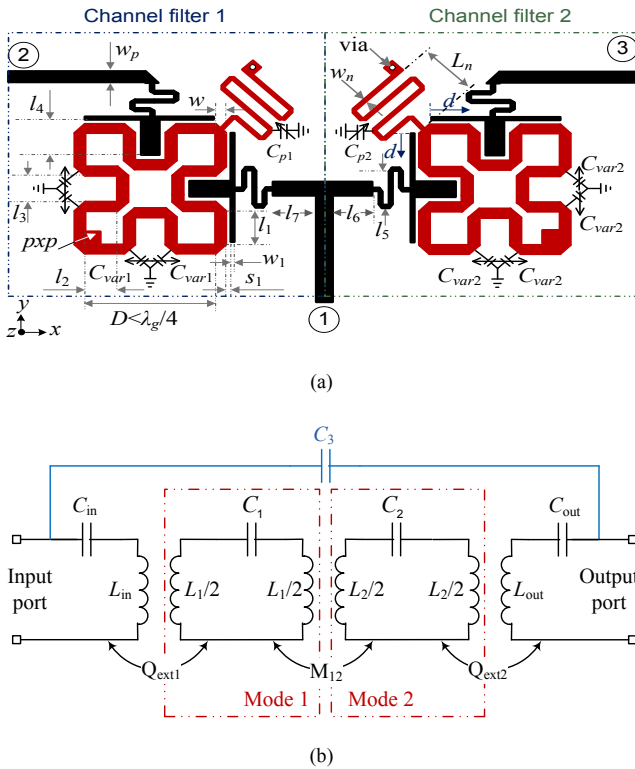 Channel filter 1
Channel filter 2
2
3
w_p
via
L_n
w
w_n
d
l_4
C_p1
C_p2
d
C_var2
C_var2
l_3
l_1
l_7
l_6
l_5
C_var2
pxp
w_1
l_2
C_var1
C_var1
s_1
C_var2
C_var2
y
z
x
D<λ_g/4
1
(a)
C_3
C_in
C_1
C_2
C_out
Input port
L_in
L_1/2
L_1/2
L_2/2
L_2/2
L_out
Output port
Q_ext1
M_12
Q_ext2
Mode 1
Mode 2
(b)